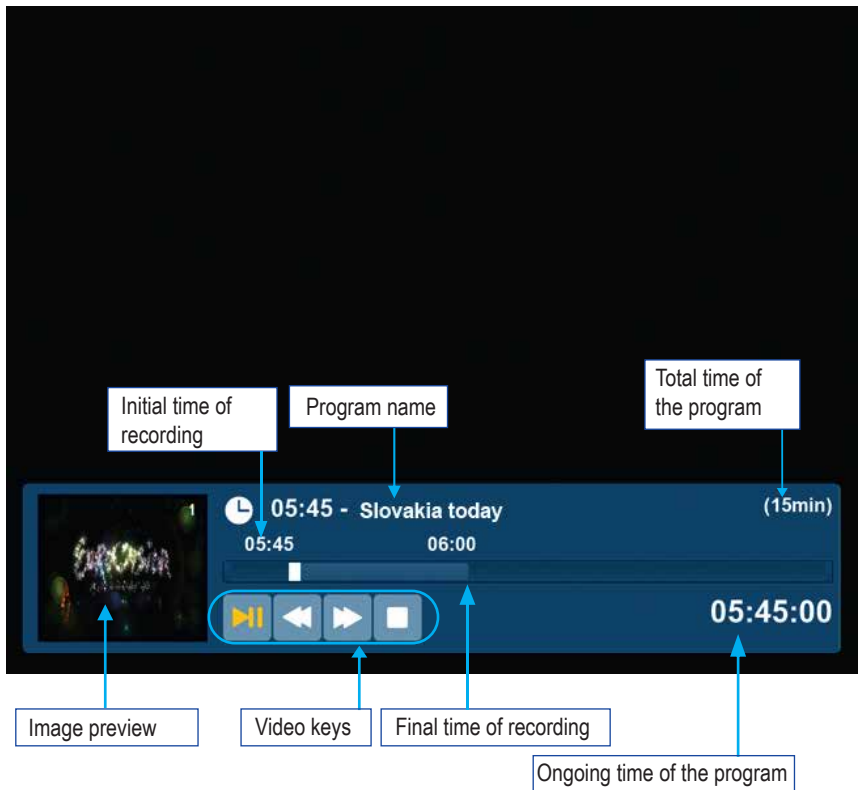 Initial time of
recording
Program name
Total time of
the program
1
05:45 - Slovakia today
(15min)
05:45
06:00
05:45:00
Image preview
Video keys
Final time of recording
Ongoing time of the program